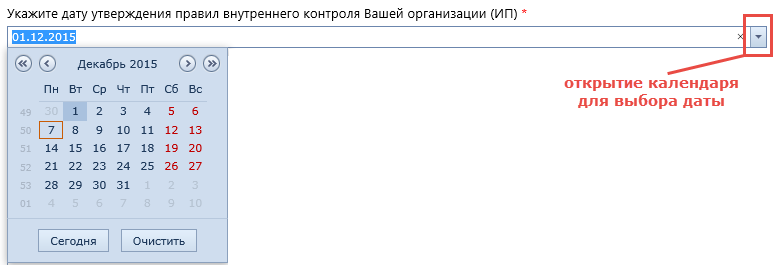 Укажите дату утверждения правил внутреннего контроля Вашей организации (ИП) *
01.12.2015 ×
открытие календаря
для выбора даты
Декабрь 2015
Пн Вт Ср Чт Пт Сб Вс
49 30 1 2 3 4 5 6
50 7 8 9 10 11 12 13
51 14 15 16 17 18 19 20
52 21 22 23 24 25 26 27
53 28 29 30 31 1 2 3
01 4 5 6 7 8 9 10
Сегодня Очистить